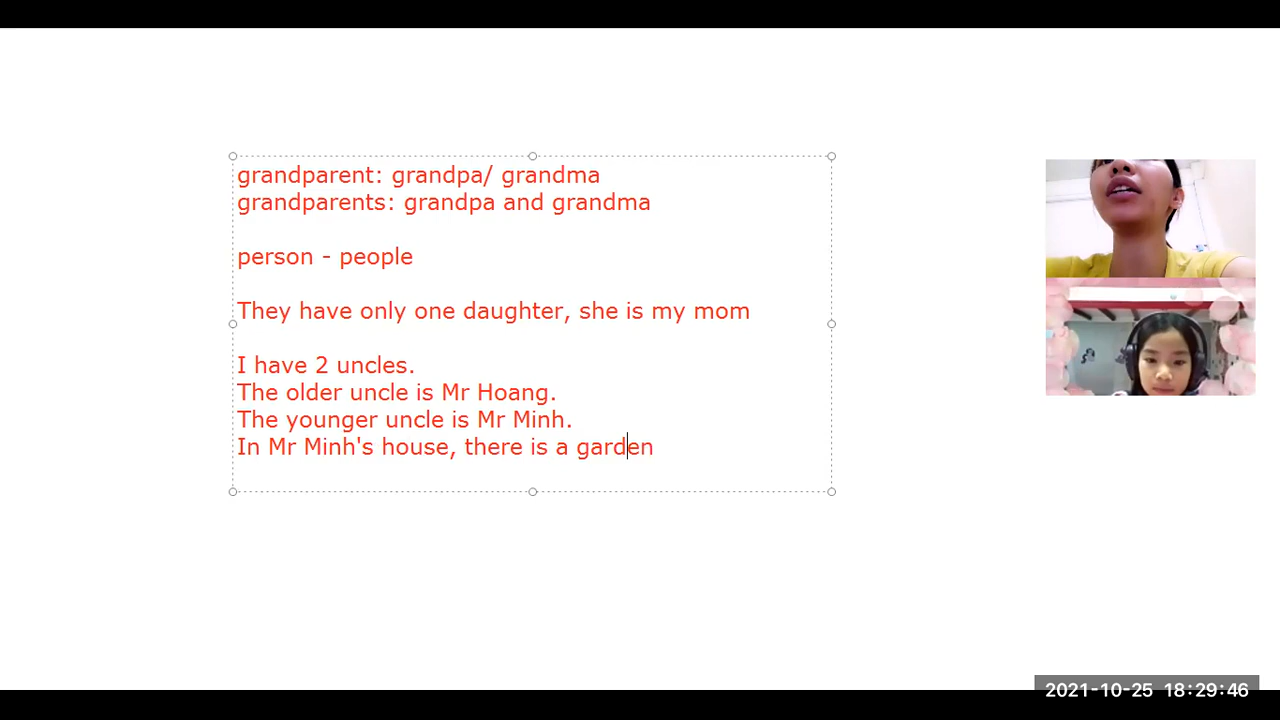 grandparent: grandpa/ grandma
grandparents: grandpa and grandma
person - people
They have only one daughter, she is my mom
I have 2 uncles.
The older uncle is Mr Hoang.
The younger uncle is Mr Minh.
In Mr Minh's house, there is a garden
2021-10-25 18:29:46